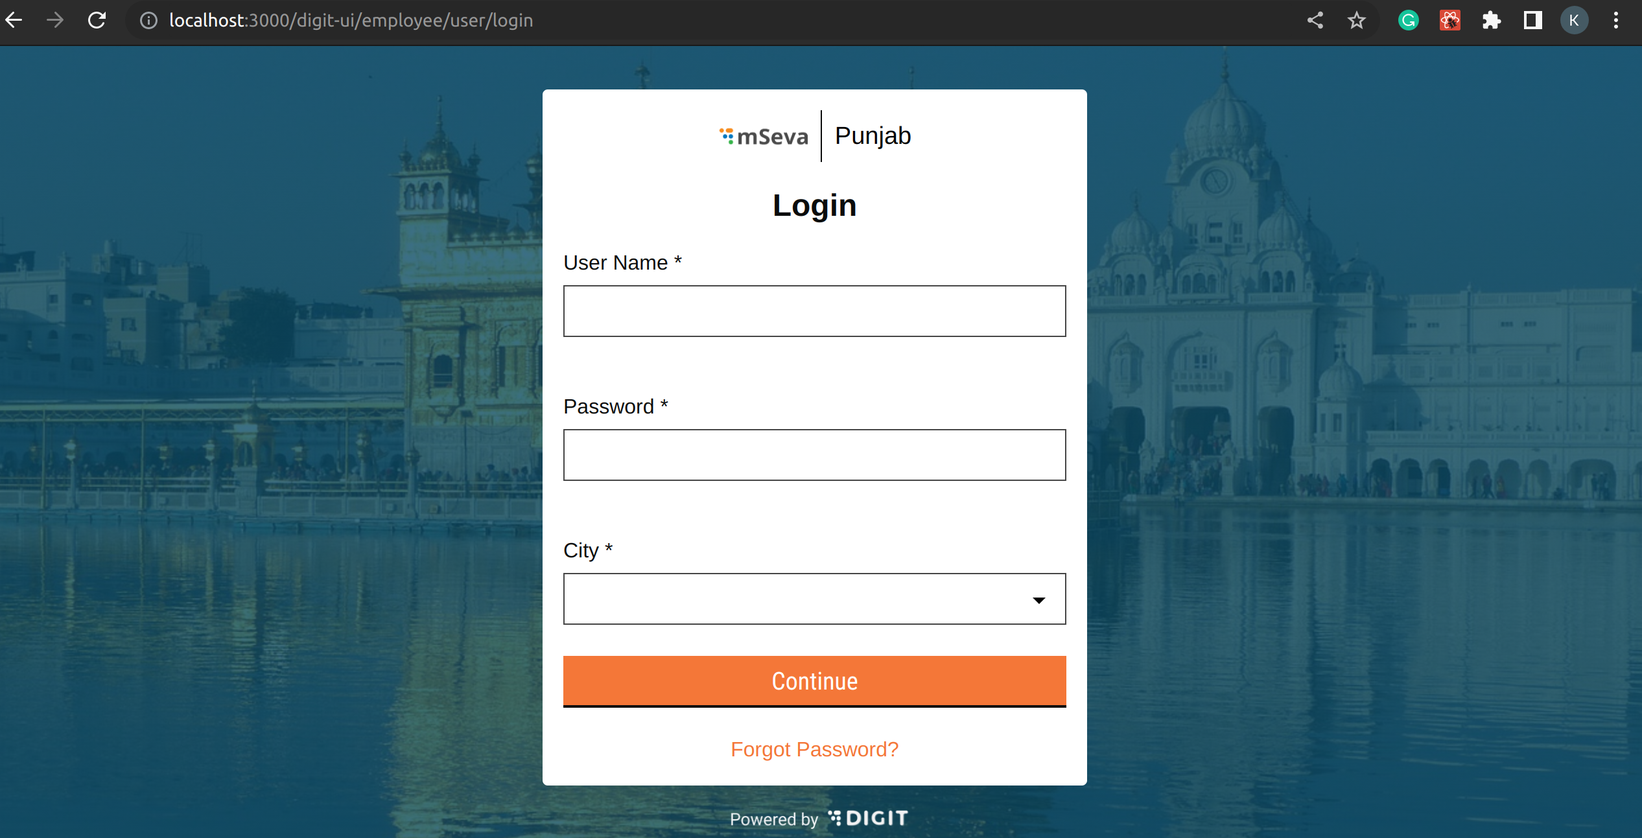 localhost:3000/digit-ui/employee/user/login
K
mSeva | Punjab
Login
User Name *
Password *
City *
Continue
Forgot Password?
Powered by DIGIT